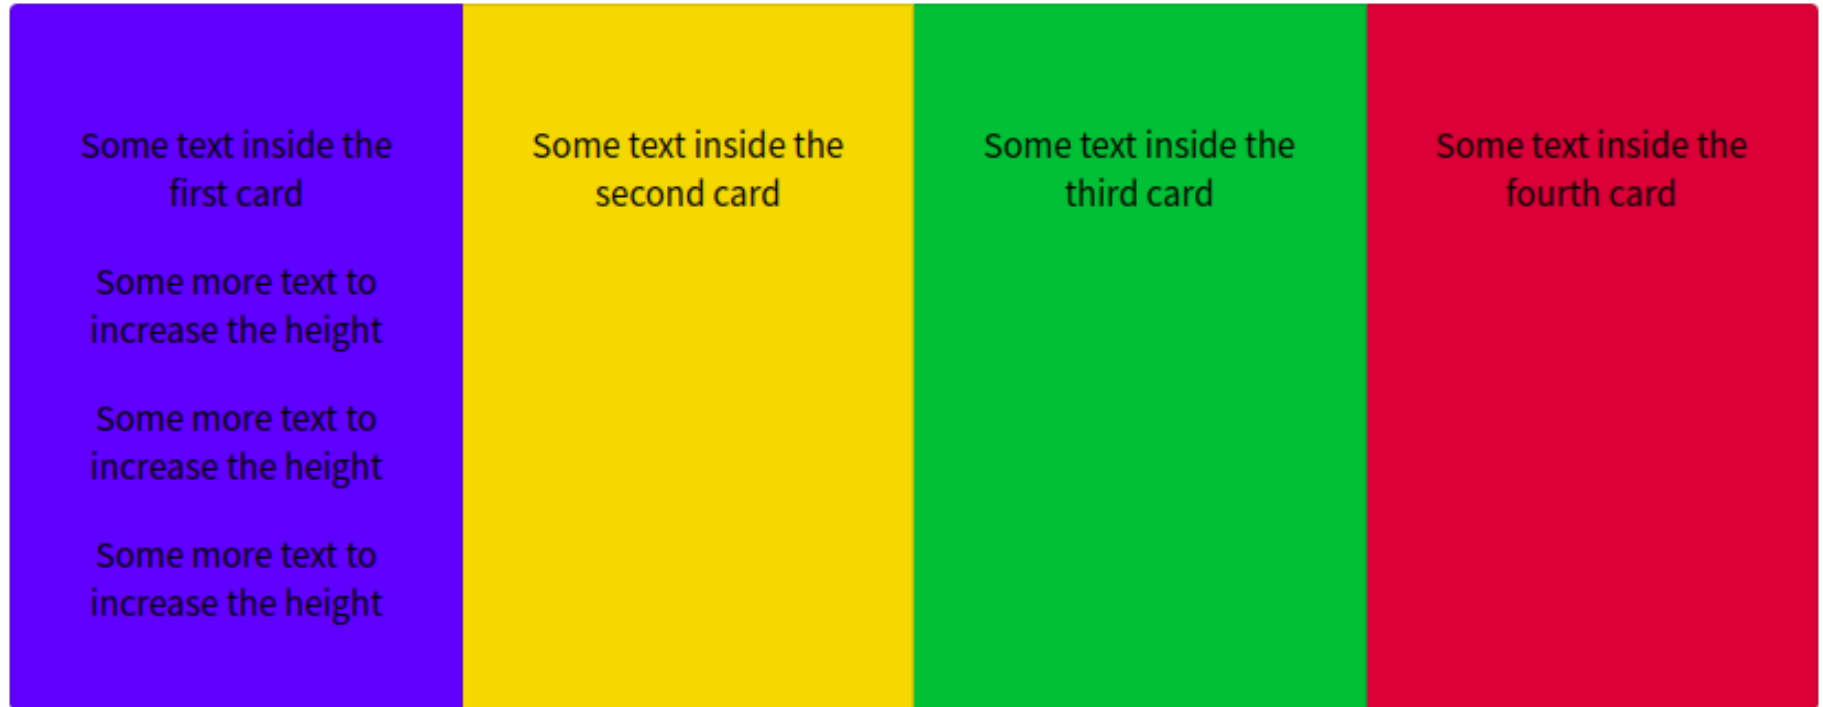 Some text inside the
first card
Some more text to
increase the height
Some more text to
increase the height
Some more text to
increase the height
Some text inside the
second card
Some text inside the
third card
Some text inside the
fourth card